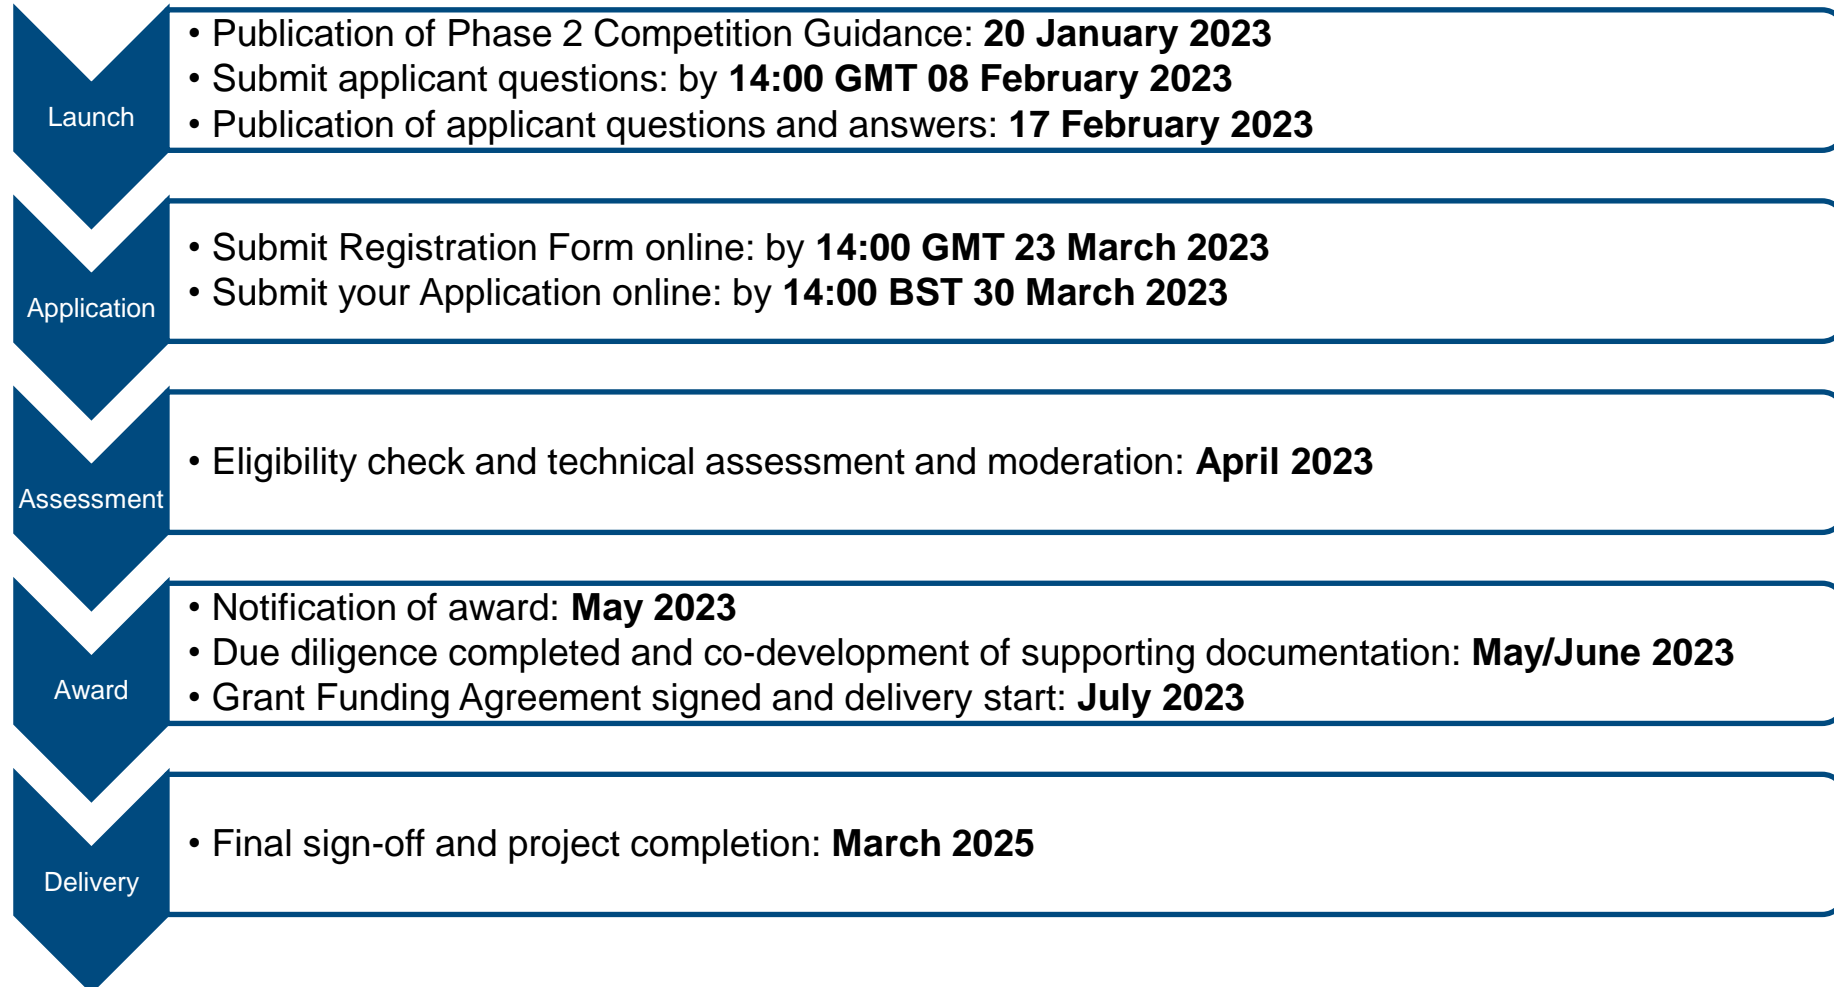 Launch
• Publication of Phase 2 Competition Guidance: 20 January 2023
• Submit applicant questions: by 14:00 GMT 08 February 2023
• Publication of applicant questions and answers: 17 February 2023
Application
• Submit Registration Form online: by 14:00 GMT 23 March 2023
• Submit your Application online: by 14:00 BST 30 March 2023
Assessment
• Eligibility check and technical assessment and moderation: April 2023
Award
• Notification of award: May 2023
• Due diligence completed and co-development of supporting documentation: May/June 2023
• Grant Funding Agreement signed and delivery start: July 2023
Delivery
• Final sign-off and project completion: March 2025